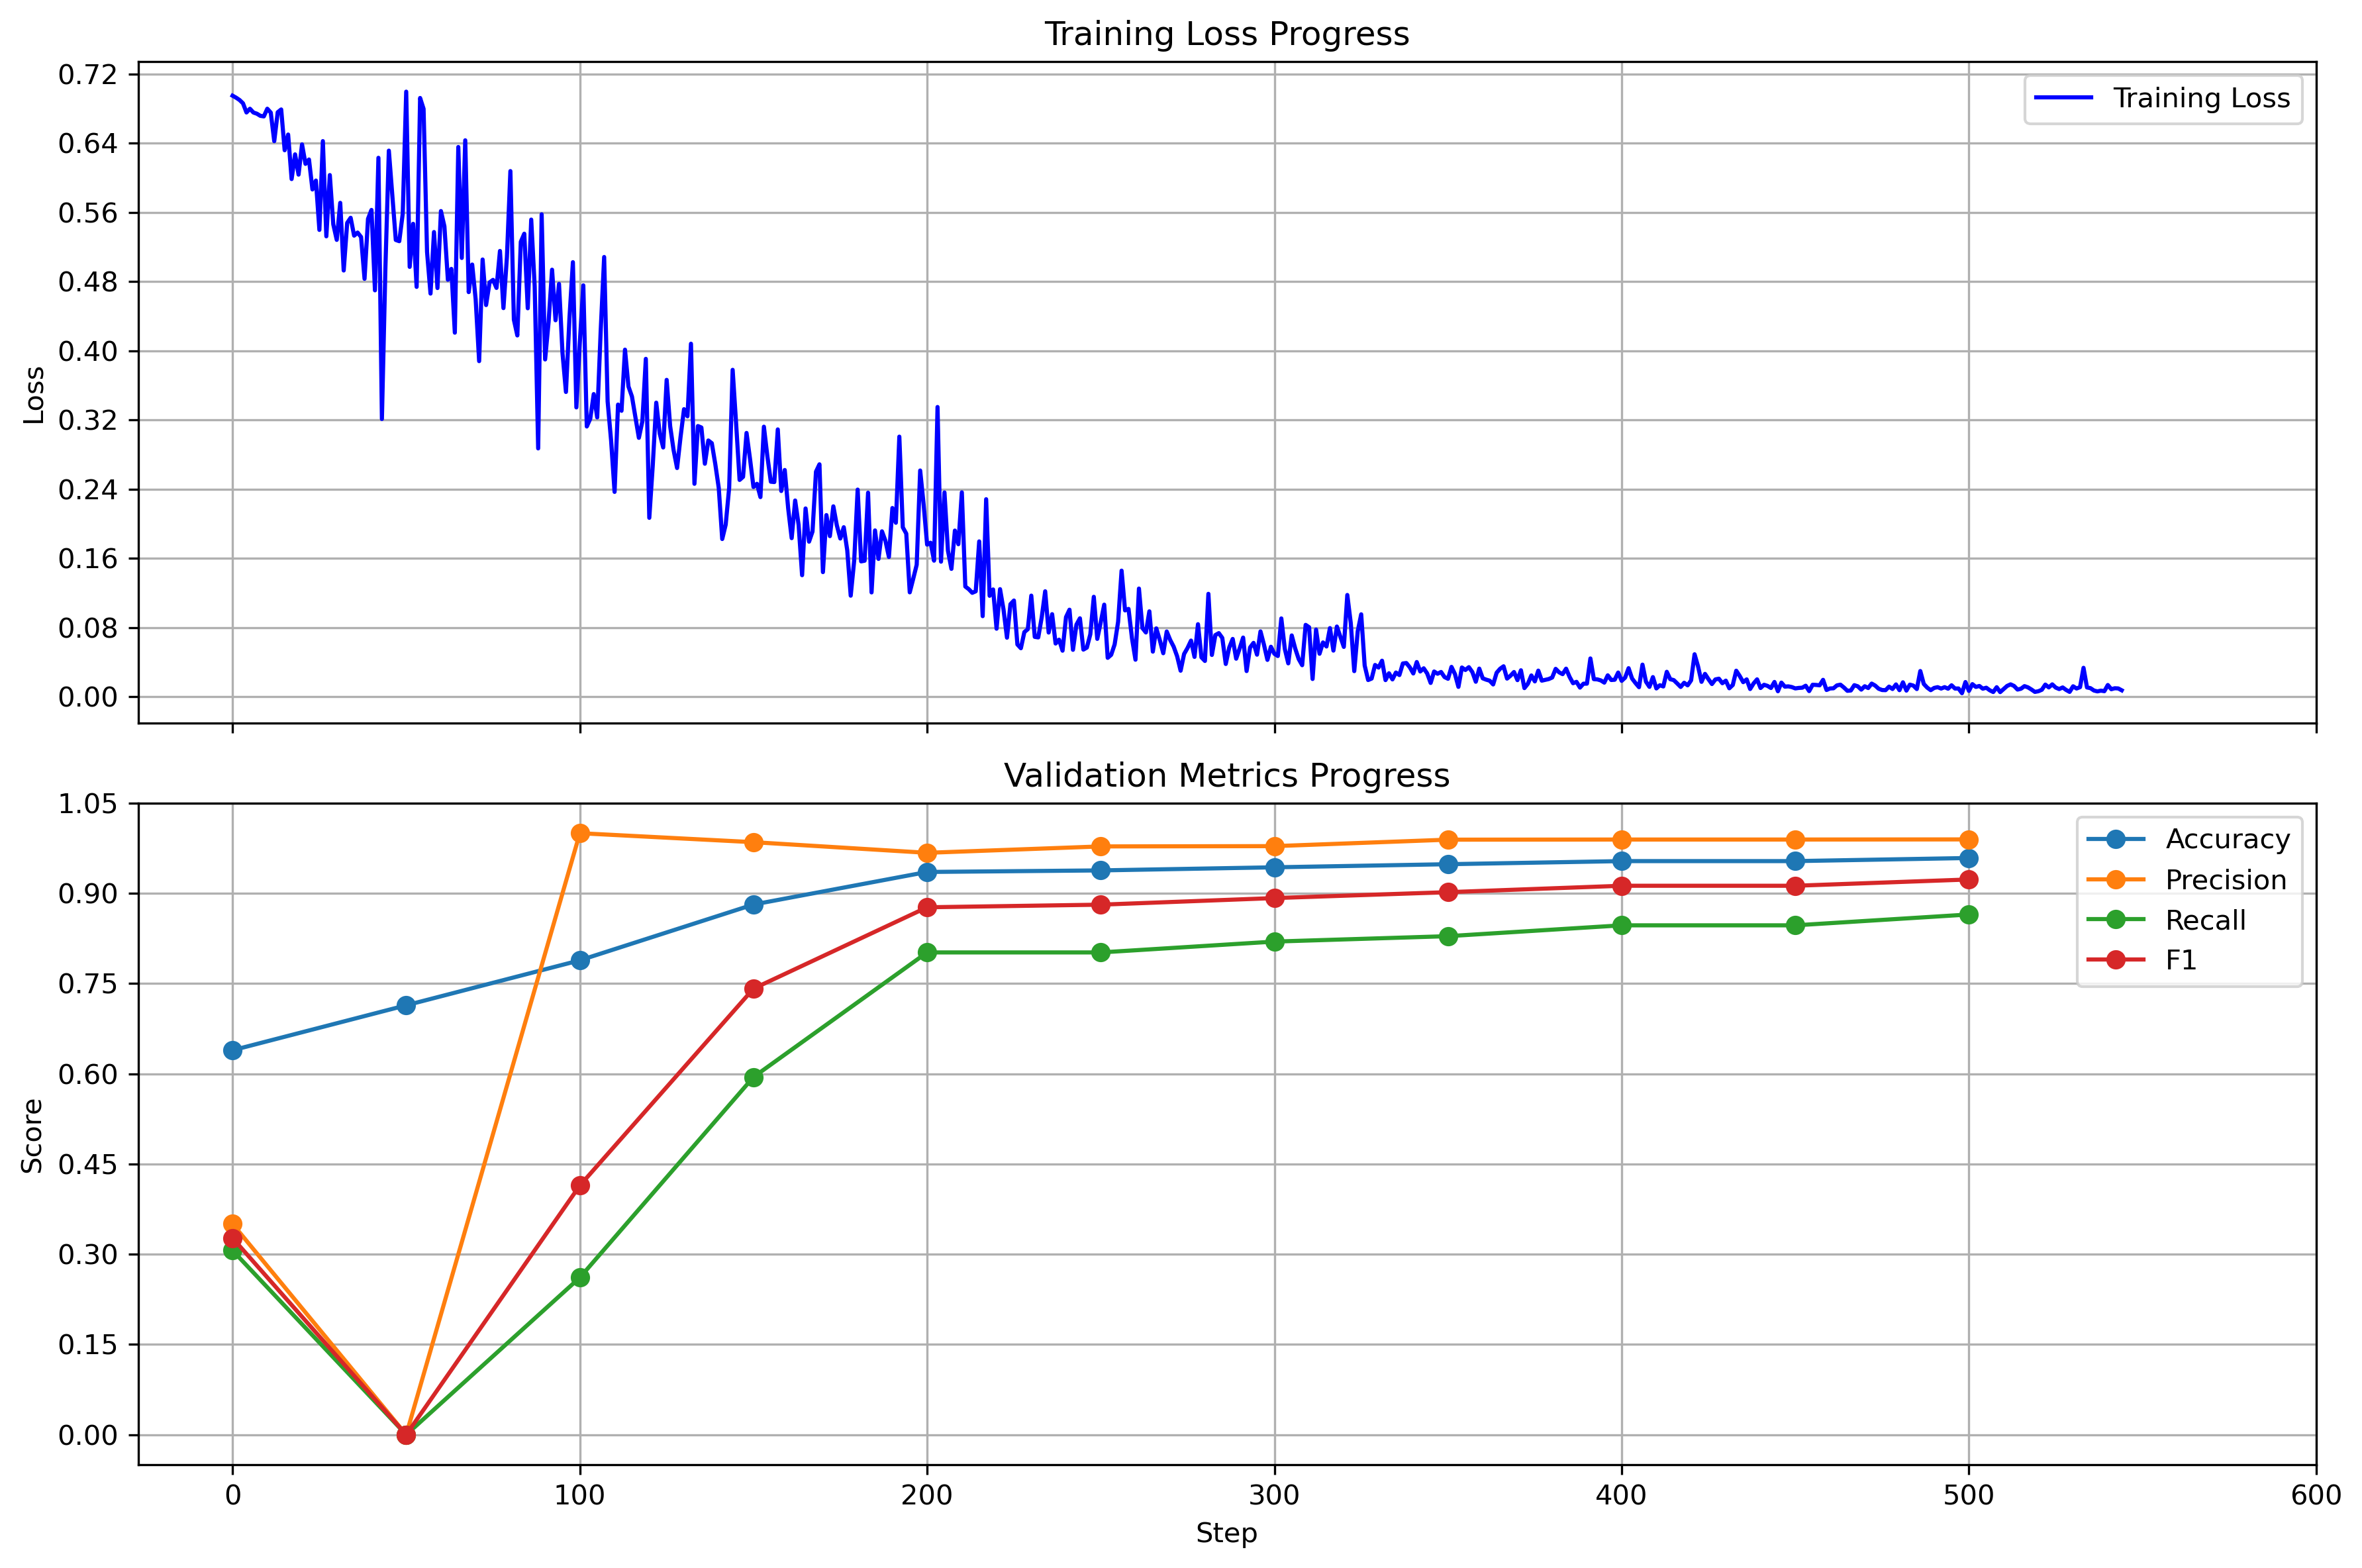 Training Loss Progress
0.72
0.64
0.56
0.48
0.40
0.32
0.24
0.16
0.08
0.00
Loss
Training Loss
Validation Metrics Progress
1.05
0.90
0.75
0.60
0.45
0.30
0.15
0.00
Score
Accuracy
Precision
Recall
F1
0 100 200 300 400 500 600
Step